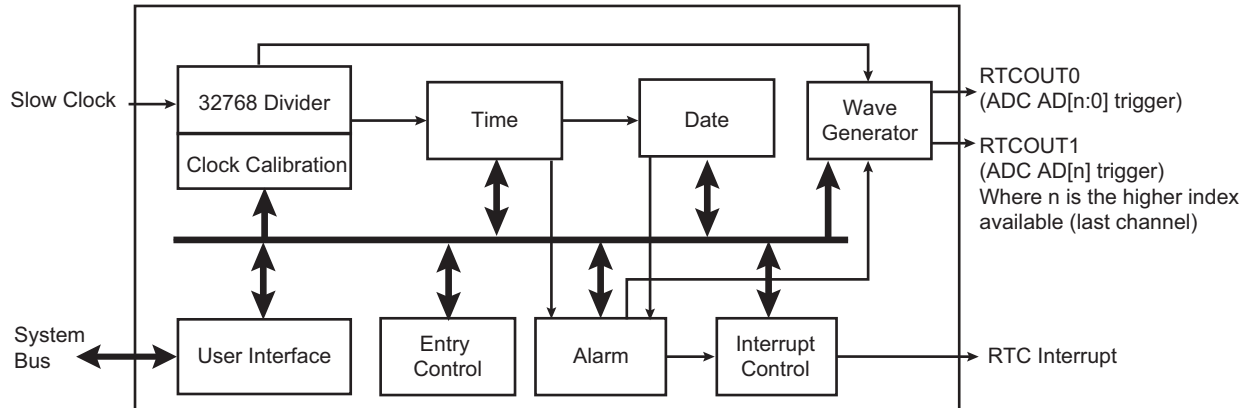 Slow Clock
32768 Divider
Clock Calibration
Time
Date
Wave
Generator
RTCOUT0
(ADC AD[n:0] trigger)
RTCOUT1
(ADC AD[n] trigger)
Where n is the higher index
available (last channel)
System
Bus
User Interface
Entry
Control
Alarm
Interrupt
Control
RTC Interrupt